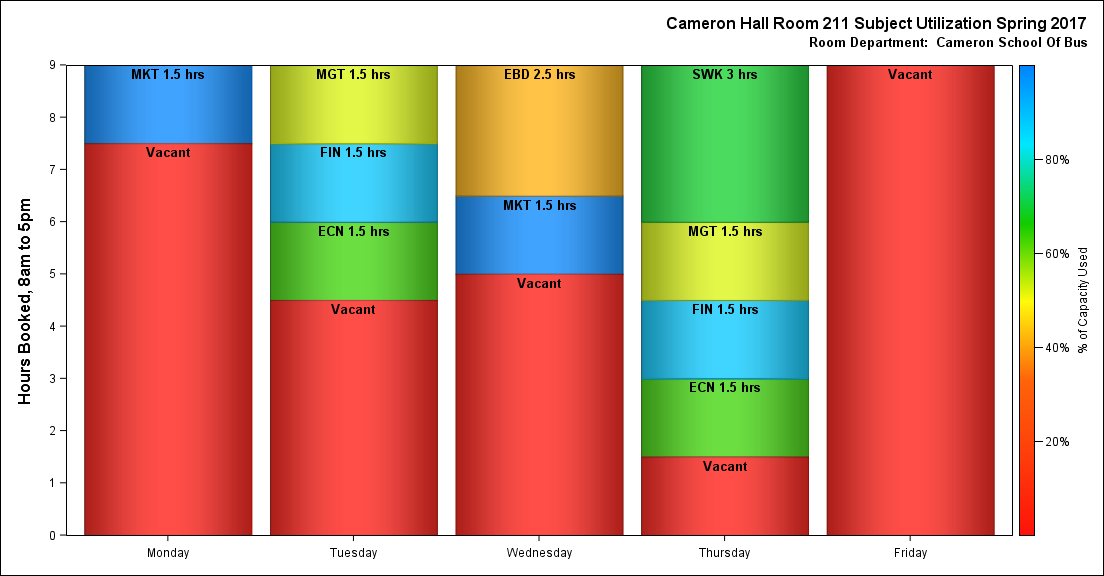 Cameron Hall Room 211 Subject Utilization Spring 2017
Room Department:  Cameron School Of Bus
Hours Booked, 8am to 5pm
9
8
7
6
5
4
3
2
1
0
MKT 1.5 hrs
Vacant
MGT 1.5 hrs
FIN 1.5 hrs
ECN 1.5 hrs
Vacant
EBD 2.5 hrs
MKT 1.5 hrs
Vacant
SWK 3 hrs
MGT 1.5 hrs
FIN 1.5 hrs
ECN 1.5 hrs
Vacant
Vacant
Monday
Tuesday
Wednesday
Thursday
Friday
80%
60%
40%
20%
% of Capacity Used